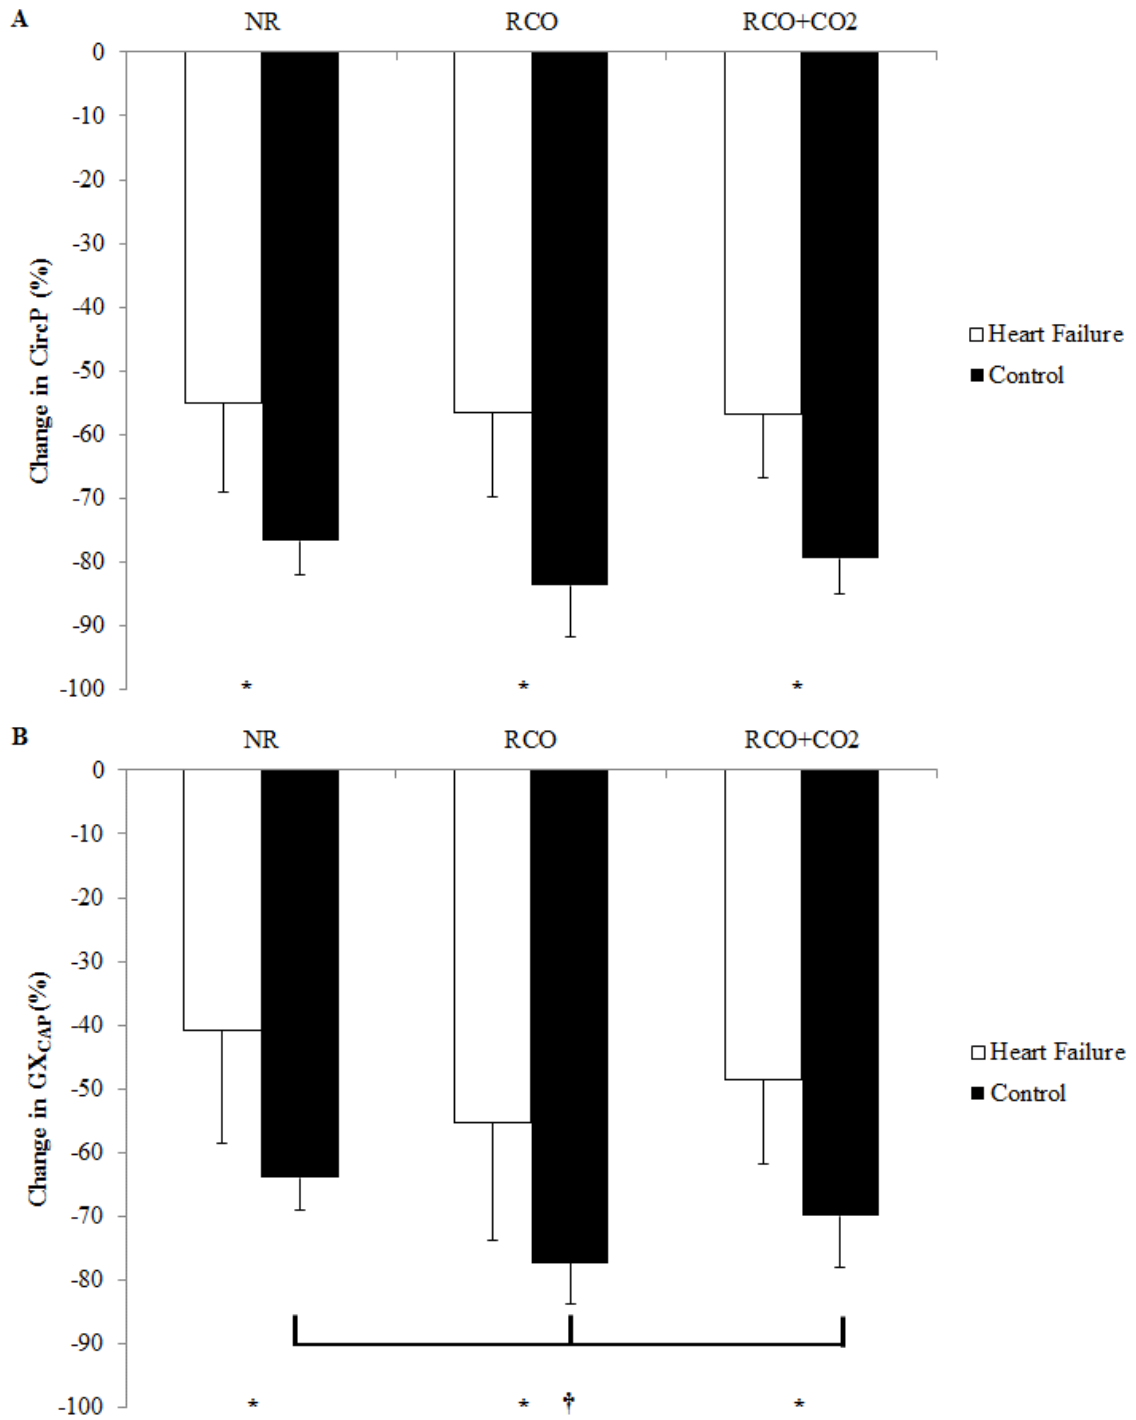 A
NR RCO RCO+CO2
0
-10
-20
-30
-40
-50
-60
-70
-80
-90
-100
Change in CircP (%)
Heart Failure
Control
* * *
B
NR RCO RCO+CO2
0
-10
-20
-30
-40
-50
-60
-70
-80
-90
-100
Change in GXCAP (%)
Heart Failure
Control
* * † *